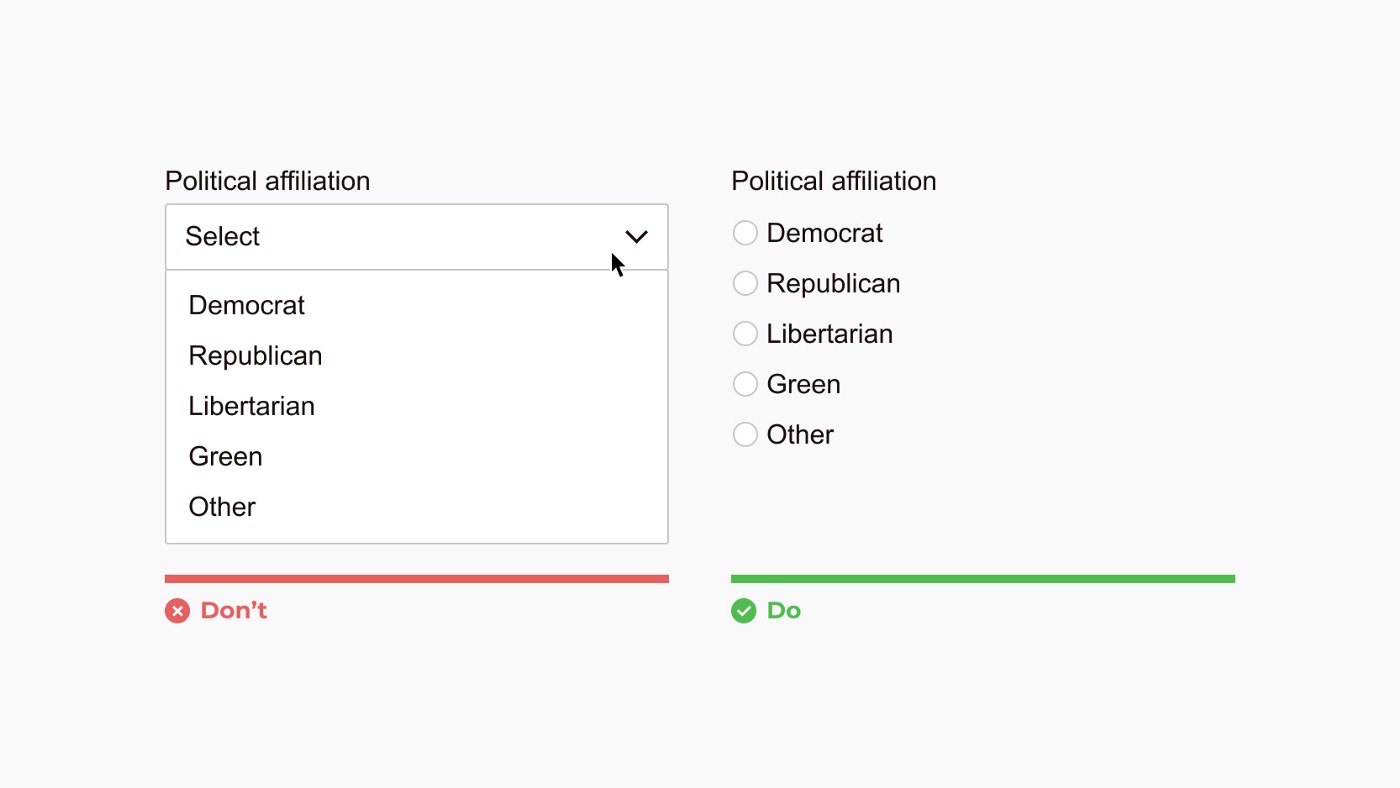 Political affiliation
Select
Democrat
Republican
Libertarian
Green
Other
Don’t
Political affiliation
Democrat
Republican
Libertarian
Green
Other
Do